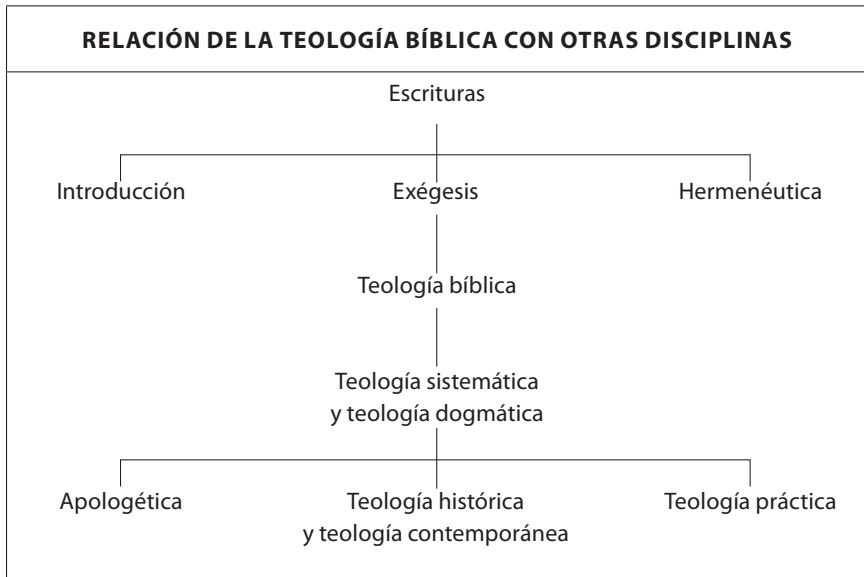 RELACIÓN DE LA TEOLOGÍA BÍBLICA CON OTRAS DISCIPLINAS
Escrituras
Introducción Exégesis Hermenéutica
Teología bíblica
Teología sistemática
y teología dogmática
Apologética Teología histórica Teología práctica
y teología contemporánea